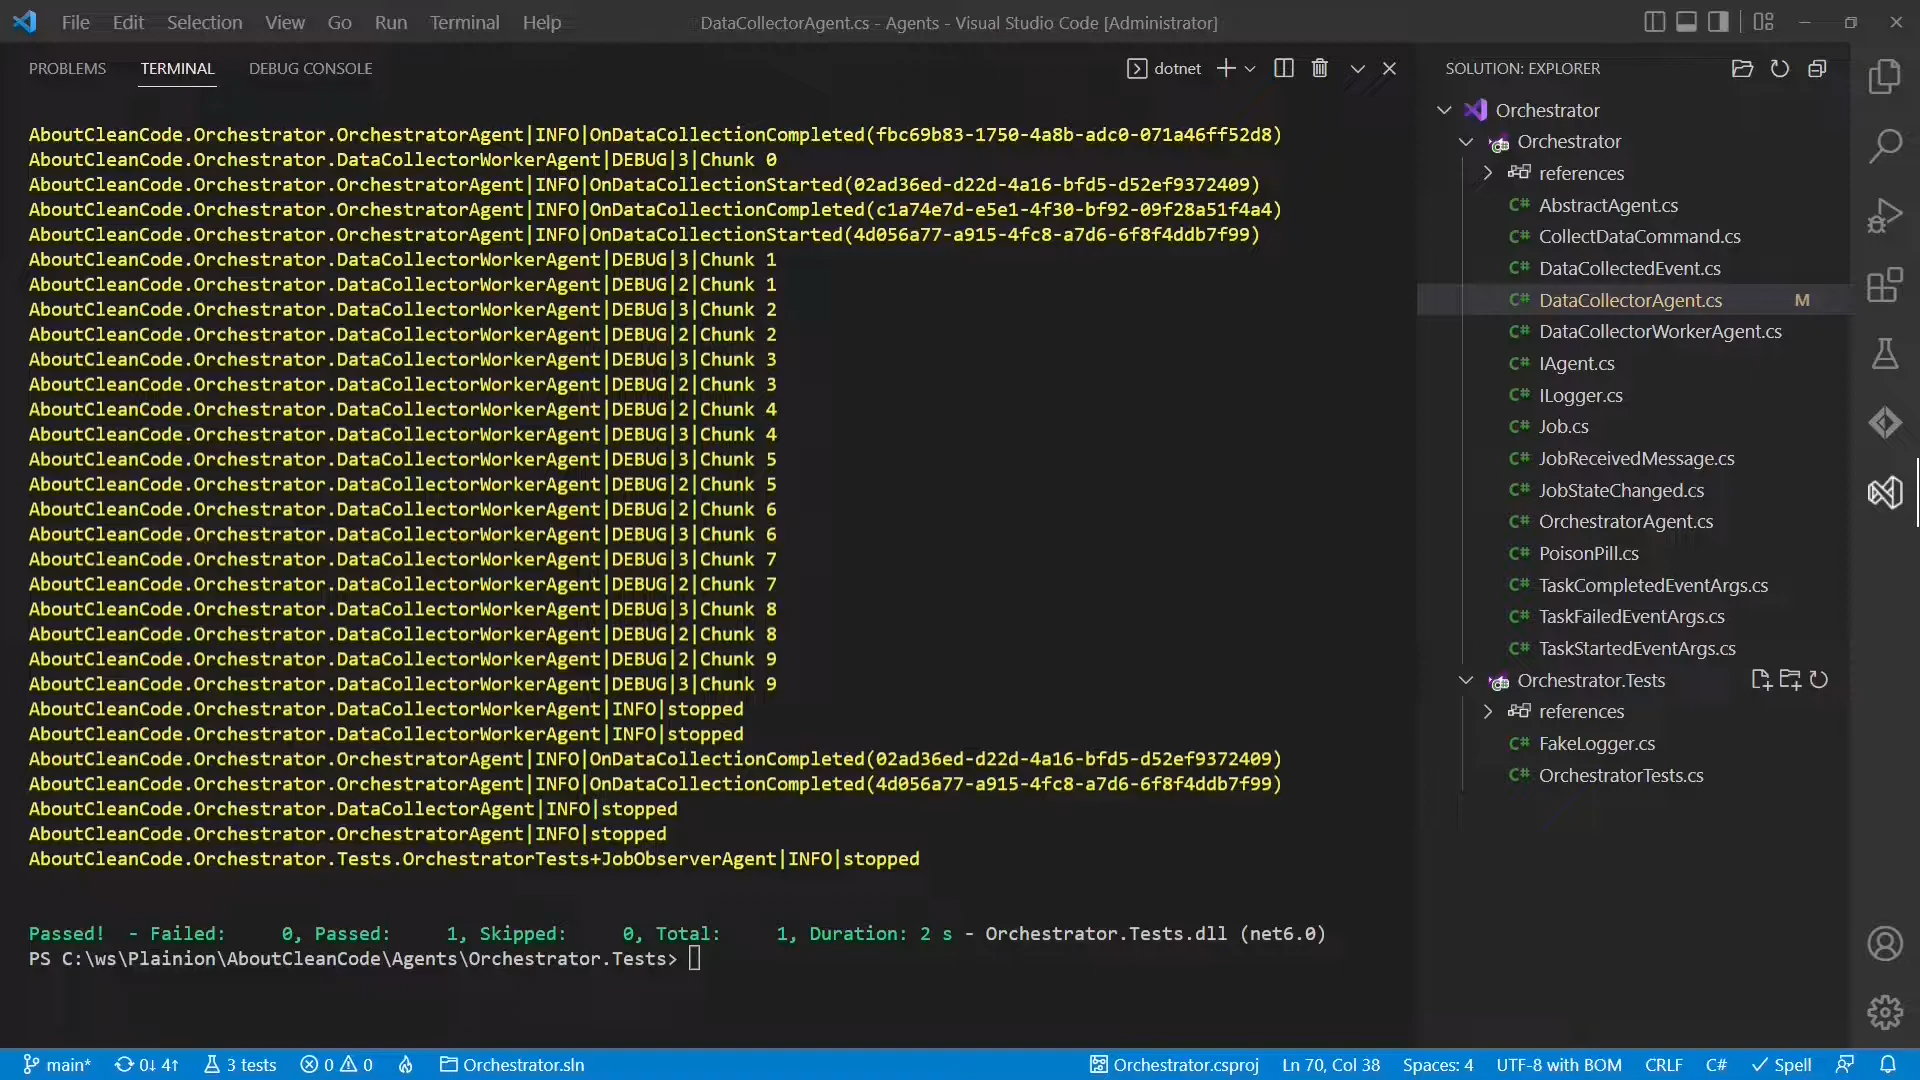 File Edit Selection View Go Run Terminal Help
DataCollectorAgent.cs - Agents - Visual Studio Code [Administrator]
PROBLEMS TERMINAL DEBUG CONSOLE
dotnet
AboutCleanCode.Orchestrator.OrchestratorAgent|INFO|OnDataCollectionCompleted(fbc69b83-1750-4a8b-adc0-071a46ff52d8)
AboutCleanCode.Orchestrator.DataCollectorWorkerAgent|DEBUG|3|Chunk 0
AboutCleanCode.Orchestrator.OrchestratorAgent|INFO|OnDataCollectionStarted(02ad36ed-d22d-4a16-bfd5-d52ef9372409)
AboutCleanCode.Orchestrator.OrchestratorAgent|INFO|OnDataCollectionCompleted(c1a74e7d-e5e1-4f30-bf92-09f28a51f4a4)
AboutCleanCode.Orchestrator.OrchestratorAgent|INFO|OnDataCollectionStarted(4d056a77-a915-4fc8-a7d6-6f8f4ddb7f99)
AboutCleanCode.Orchestrator.DataCollectorWorkerAgent|DEBUG|3|Chunk 1
AboutCleanCode.Orchestrator.DataCollectorWorkerAgent|DEBUG|2|Chunk 1
AboutCleanCode.Orchestrator.DataCollectorWorkerAgent|DEBUG|3|Chunk 2
AboutCleanCode.Orchestrator.DataCollectorWorkerAgent|DEBUG|2|Chunk 2
AboutCleanCode.Orchestrator.DataCollectorWorkerAgent|DEBUG|3|Chunk 3
AboutCleanCode.Orchestrator.DataCollectorWorkerAgent|DEBUG|2|Chunk 3
AboutCleanCode.Orchestrator.DataCollectorWorkerAgent|DEBUG|2|Chunk 4
AboutCleanCode.Orchestrator.DataCollectorWorkerAgent|DEBUG|3|Chunk 4
AboutCleanCode.Orchestrator.DataCollectorWorkerAgent|DEBUG|3|Chunk 5
AboutCleanCode.Orchestrator.DataCollectorWorkerAgent|DEBUG|2|Chunk 5
AboutCleanCode.Orchestrator.DataCollectorWorkerAgent|DEBUG|2|Chunk 6
AboutCleanCode.Orchestrator.DataCollectorWorkerAgent|DEBUG|3|Chunk 6
AboutCleanCode.Orchestrator.DataCollectorWorkerAgent|DEBUG|3|Chunk 7
AboutCleanCode.Orchestrator.DataCollectorWorkerAgent|DEBUG|2|Chunk 7
AboutCleanCode.Orchestrator.DataCollectorWorkerAgent|DEBUG|3|Chunk 8
AboutCleanCode.Orchestrator.DataCollectorWorkerAgent|DEBUG|2|Chunk 8
AboutCleanCode.Orchestrator.DataCollectorWorkerAgent|DEBUG|2|Chunk 9
AboutCleanCode.Orchestrator.DataCollectorWorkerAgent|DEBUG|3|Chunk 9
AboutCleanCode.Orchestrator.DataCollectorWorkerAgent|INFO|stopped
AboutCleanCode.Orchestrator.DataCollectorWorkerAgent|INFO|stopped
AboutCleanCode.Orchestrator.OrchestratorAgent|INFO|OnDataCollectionCompleted(02ad36ed-d22d-4a16-bfd5-d52ef9372409)
AboutCleanCode.Orchestrator.OrchestratorAgent|INFO|OnDataCollectionCompleted(4d056a77-a915-4fc8-a7d6-6f8f4ddb7f99)
AboutCleanCode.Orchestrator.DataCollectorAgent|INFO|stopped
AboutCleanCode.Orchestrator.OrchestratorAgent|INFO|stopped
AboutCleanCode.Orchestrator.Tests.OrchestratorTests+JobObserverAgent|INFO|stopped
Passed!  - Failed:     0, Passed:     1, Skipped:     0, Total:     1, Duration: 2 s - Orchestrator.Tests.dll (net6.0)
PS C:\ws\Plainion\AboutCleanCode\Agents\Orchestrator.Tests>
SOLUTION: EXPLORER
Orchestrator
Orchestrator
references
C# AbstractAgent.cs
C# CollectDataCommand.cs
C# DataCollectedEvent.cs
C# DataCollectorAgent.cs M
C# DataCollectorWorkerAgent.cs
C# IAgent.cs
C# ILogger.cs
C# Job.cs
C# JobReceivedMessage.cs
C# JobStateChanged.cs
C# OrchestratorAgent.cs
C# PoisonPill.cs
C# TaskCompletedEventArgs.cs
C# TaskFailedEventArgs.cs
C# TaskStartedEventArgs.cs
Orchestrator.Tests
references
C# FakeLogger.cs
C# OrchestratorTests.cs
main* 0↓ 4↑ 3 tests 0 0 Orchestrator.sln Orchestrator.csproj Ln 70, Col 38 Spaces: 4 UTF-8 with BOM CRLF C# Spell